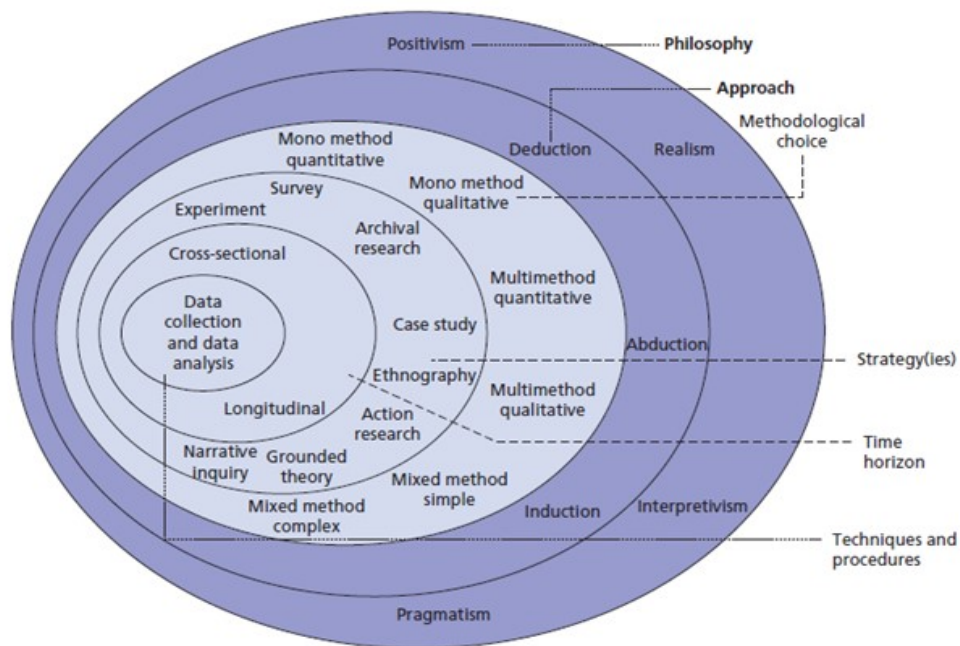 Positivism
Philosophy
Approach
Methodological
choice
Mono method
quantitative
Deduction
Realism
Survey
Mono method
qualitative
Experiment
Archival
research
Cross-sectional
Multimethod
quantitative
Data
collection
and data
analysis
Case study
Abduction
Strategy(ies)
Ethnography
Multimethod
qualitative
Longitudinal
Action
research
Time
horizon
Narrative
inquiry
Grounded
theory
Mixed method
simple
Mixed method
complex
Induction
Interpretivism
Techniques and
procedures
Pragmatism